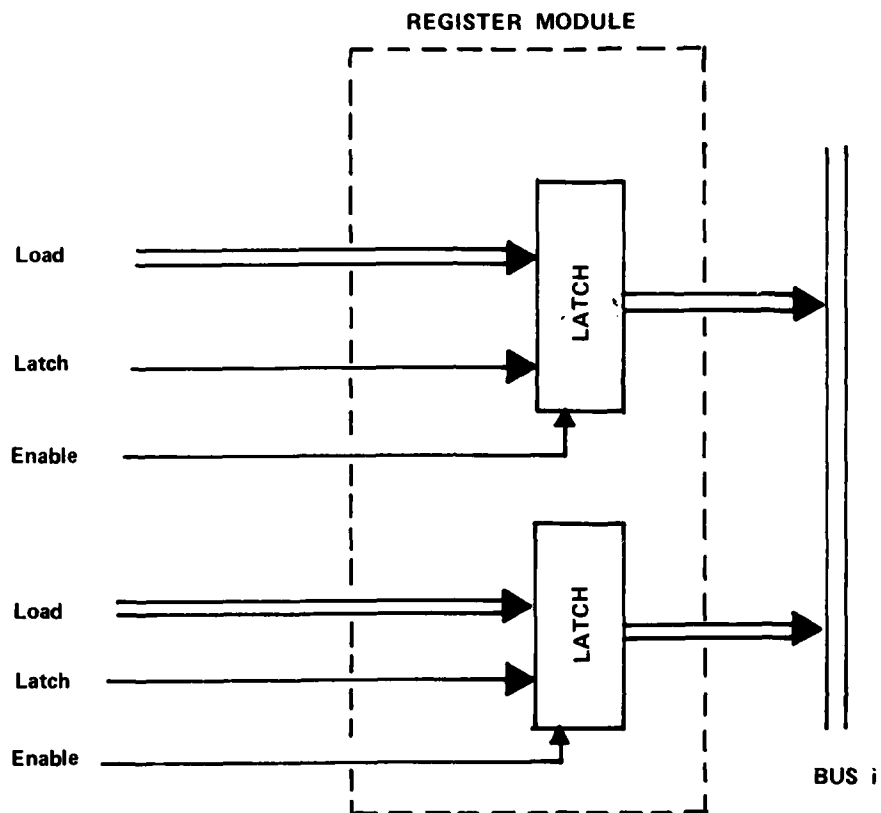 REGISTER MODULE
Load
LATCH
Latch
Enable
Load
LATCH
Latch
Enable
BUS i